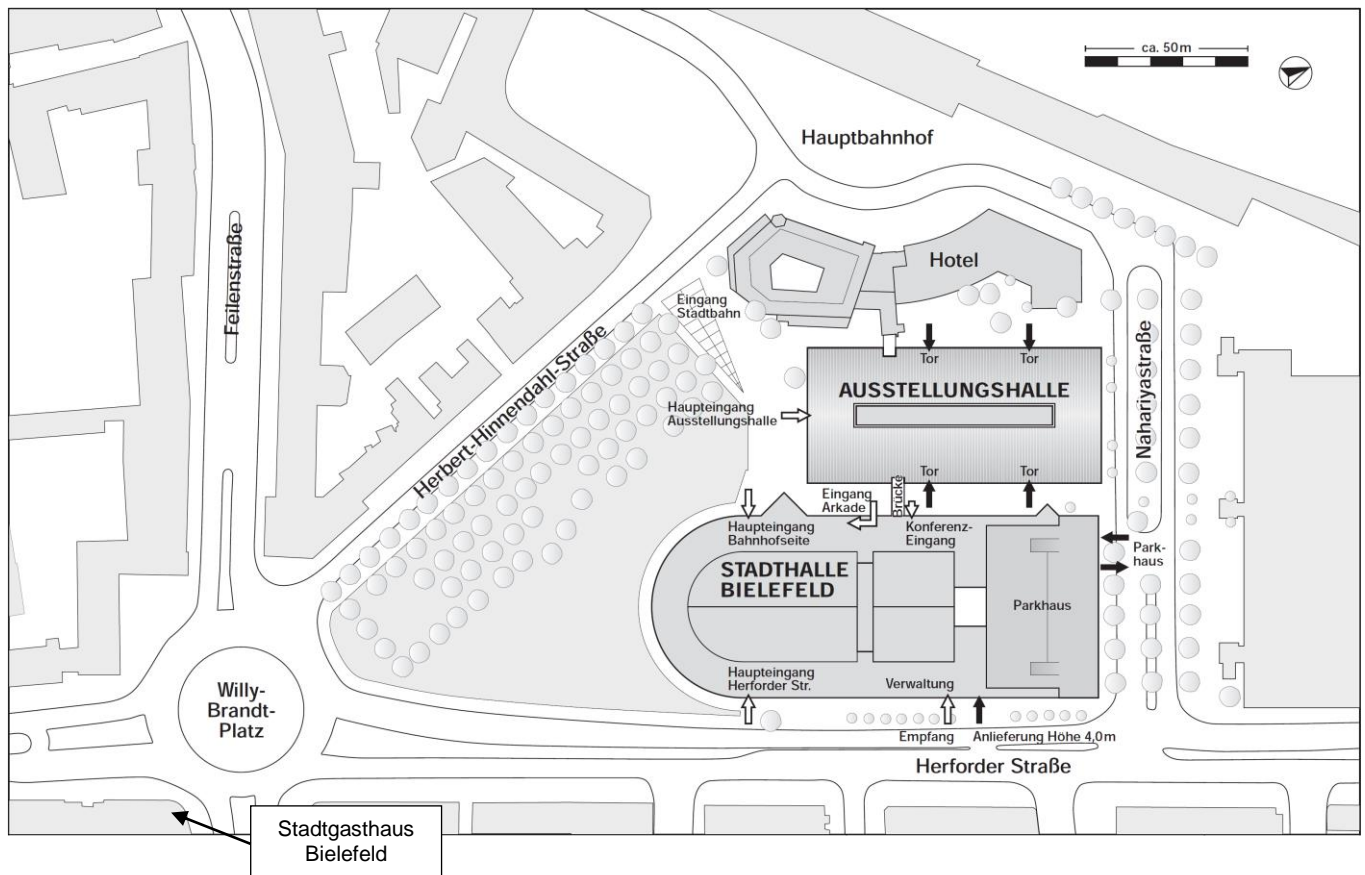 ca. 50m
Hauptbahnhof
Feilenstraße
Hotel
Eingang
Stadtbahn
Herbert-Hinnendahl-Straße
Tor
Tor
AUSSTELLUNGSHALLE
Haupteingang
Ausstellungshalle
Nahariyastraße
Tor
Tor
Eingang
Arkade
Brücke
Haupteingang
Bahnhofseite
Konferenz-
Eingang
Park-
haus
STADTHALLE
BIELEFELD
Parkhaus
Haupteingang
Herforder Str.
Verwaltung
Willy-
Brandt-
Platz
Empfang
Anlieferung Höhe 4,0m
Herforder Straße
Stadtgasthaus
Bielefeld